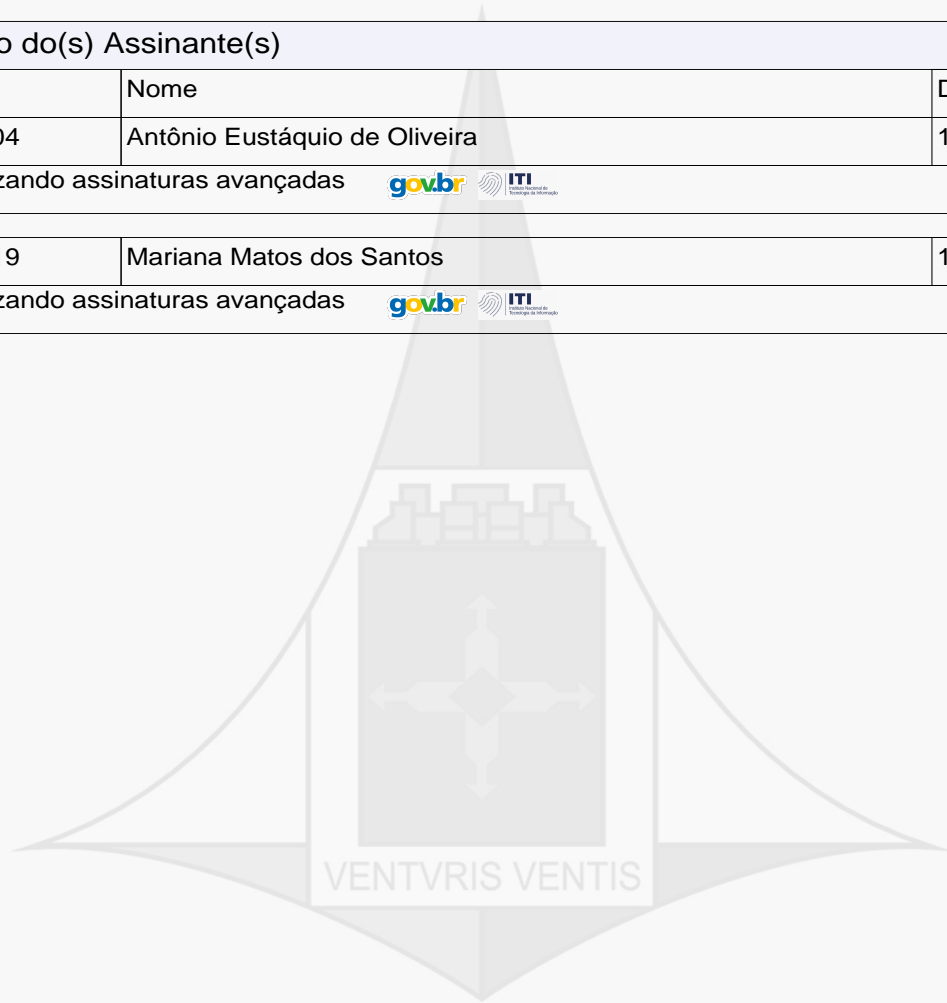 o do(s) Assinante(s)
Nome D
04 Antônio Eustáquio de Oliveira 1
zando assinaturas avançadas gov.br ITI
9 Mariana Matos dos Santos 1
zando assinaturas avançadas gov.br ITI
VENTVRIS VENTIS